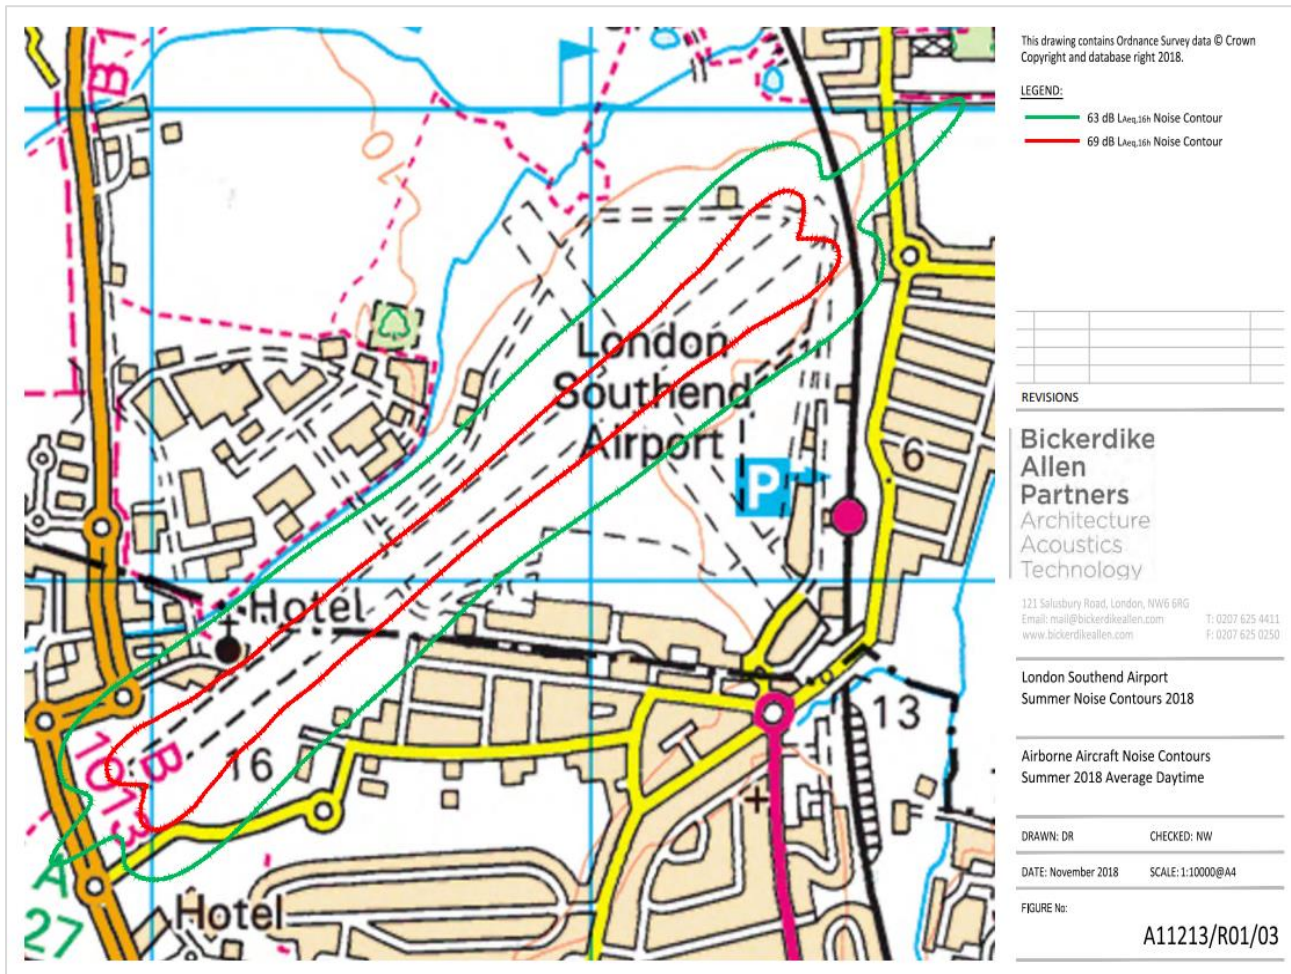 B1
10
London
Southend
Airport
P
6
Hotel
B
1013
16
13
A
27
Hotel
This drawing contains Ordnance Survey data © Crown
Copyright and database right 2018.
LEGEND:
63 dB LAeq,16h Noise Contour
69 dB LAeq,16h Noise Contour
REVISIONS
Bickerdike
Allen
Partners
Architecture
Acoustics
Technology
121 Salusbury Road, London, NW6 6RG
Email: mail@bickerdikeallen.com T: 0207 625 4411
www.bickerdikeallen.com F: 0207 625 0250
London Southend Airport
Summer Noise Contours 2018
Airborne Aircraft Noise Contours
Summer 2018 Average Daytime
DRAWN: DR CHECKED: NW
DATE: November 2018 SCALE: 1:10000@A4
FIGURE No:
A11213/R01/03